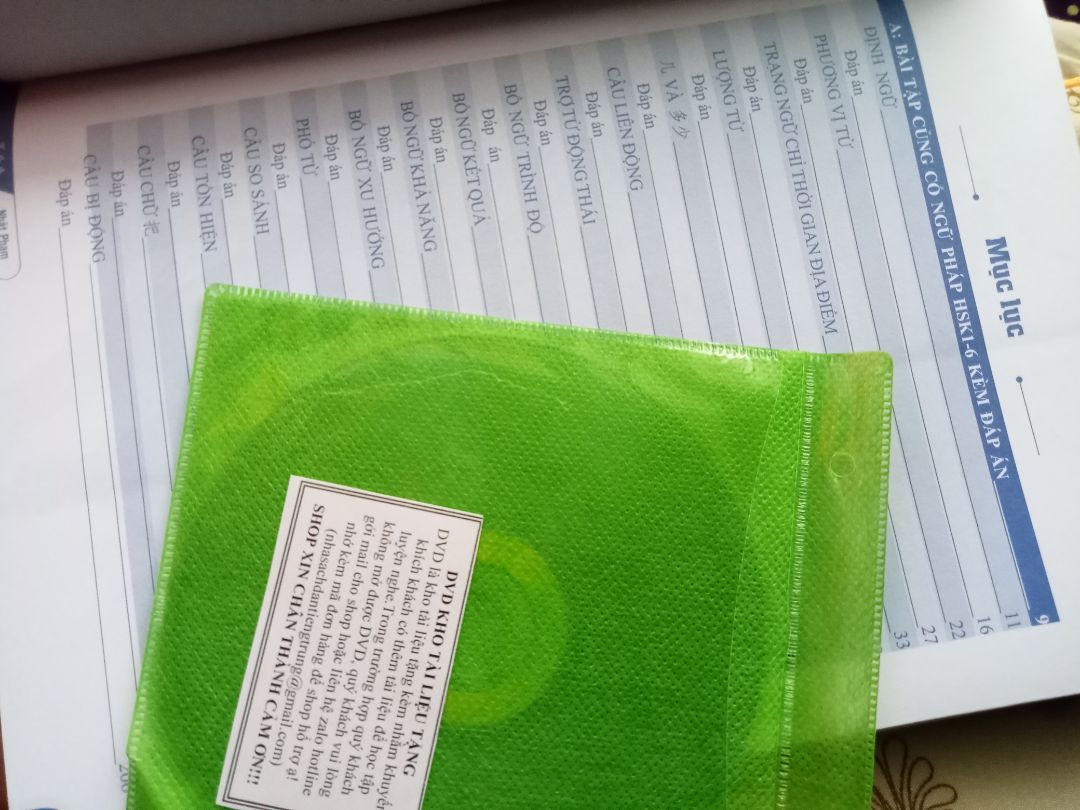 Mục lục
A: BÀI TẬP CỦNG CỐ NGỮ PHÁP HSK1-6 KÈM ĐÁP ÁN 9
ĐỊNH NGỮ 11
Đáp án 16
PHƯƠNG VỊ TỪ 22
Đáp án 27
TRẠNG NGỮ CHỈ THỜI GIAN ĐỊA ĐIỂM 33
Đáp án
LƯỢNG TỪ
Đáp án
几 VÀ 多少
Đáp án
CÂU LIÊN ĐỘNG
Đáp án
TRỢ TỪ ĐỘNG THÁI
Đáp án
BỔ NGỮ TRÌNH ĐỘ
Đáp án
BỔ NGỮ KẾT QUẢ
Đáp án
BỔ NGỮ KHẢ NĂNG
Đáp án
BỔ NGỮ XU HƯỚNG
Đáp án
PHÓ TỪ
Đáp án
CÂU SO SÁNH
Đáp án
CÂU TỒN HIỆN
Đáp án
CÂU CHỮ 把
Đáp án
CÂU BỊ ĐỘNG
Đáp án
Nhật Phạm
DVD KHO TÀI LIỆU TẶNG
DVD là kho tài liệu tặng kèm nhằm khuyến
khích khách có thêm tài liệu để học tập
luyện nghe. Trong trường hợp quý khách
không mở được DVD, quý khách vui lòng
gởi mail cho shop hoặc liên hệ zalo hotline
nhớ kèm mã đơn hàng để shop hỗ trợ ạ!
(nhasachdantiengtrung@gmail.com)
SHOP XIN CHÂN THÀNH CẢM ƠN!!!